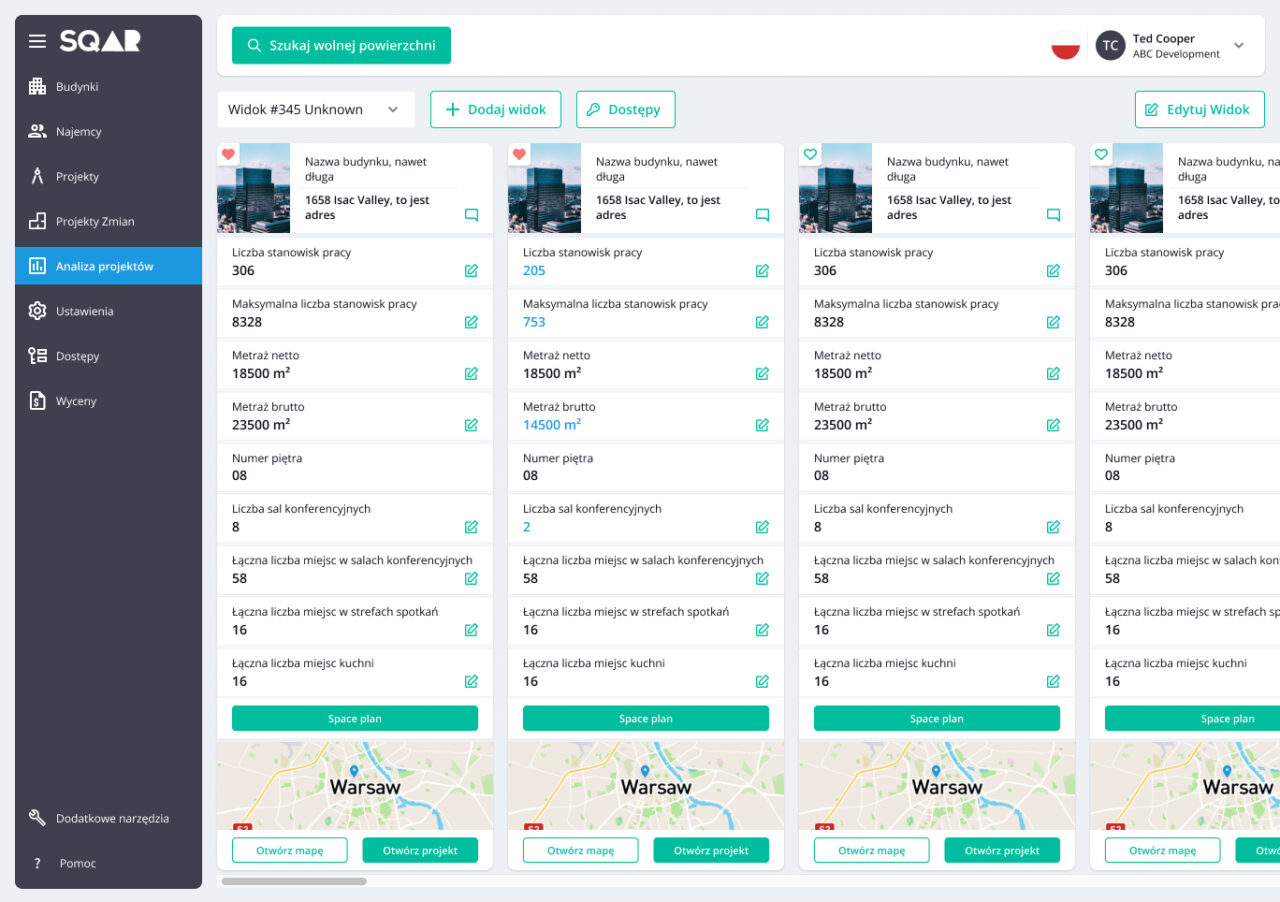 SQAR
Budynki
Najemcy
Projekty
Projekty Zmian
Analiza projektów
Ustawienia
Dostępy
Wyceny
Dodatkowe narzędzia
? Pomoc
Szukaj wolnej powierzchni
TC
Ted Cooper
ABC Development
Widok #345 Unknown
Dodaj widok
Dostępy
Edytuj Widok
Nazwa budynku, nawet
długa
1658 Isac Valley, to jest
adres
Liczba stanowisk pracy
306
Maksymalna liczba stanowisk pracy
8328
Metraż netto
18500 m²
Metraż brutto
23500 m²
Numer piętra
08
Liczba sal konferencyjnych
8
Łączna liczba miejsc w salach konferencyjnych
58
Łączna liczba miejsc w strefach spotkań
16
Łączna liczba miejsc kuchni
16
Space plan
Warsaw
S2
Otwórz mapę
Otwórz projekt
Nazwa budynku, nawet
długa
1658 Isac Valley, to jest
adres
Liczba stanowisk pracy
205
Maksymalna liczba stanowisk pracy
753
Metraż netto
18500 m²
Metraż brutto
14500 m²
Numer piętra
08
Liczba sal konferencyjnych
2
Łączna liczba miejsc w salach konferencyjnych
58
Łączna liczba miejsc w strefach spotkań
16
Łączna liczba miejsc kuchni
16
Space plan
Warsaw
S2
Otwórz mapę
Otwórz projekt
Nazwa budynku, nawet
długa
1658 Isac Valley, to jest
adres
Liczba stanowisk pracy
306
Maksymalna liczba stanowisk pracy
8328
Metraż netto
18500 m²
Metraż brutto
23500 m²
Numer piętra
08
Liczba sal konferencyjnych
8
Łączna liczba miejsc w salach konferencyjnych
58
Łączna liczba miejsc w strefach spotkań
16
Łączna liczba miejsc kuchni
16
Space plan
Warsaw
S2
Otwórz mapę
Otwórz projekt
Nazwa budynku, na
długa
1658 Isac Valley, to
adres
Liczba stanowisk pracy
306
Maksymalna liczba stanowisk pra
8328
Metraż netto
18500 m²
Metraż brutto
23500 m²
Numer piętra
08
Liczba sal konferencyjnych
8
Łączna liczba miejsc w salach kon
58
Łączna liczba miejsc w strefach sp
16
Łączna liczba miejsc kuchni
16
Space plan
Warsaw
S2
Otwórz mapę
Otwó